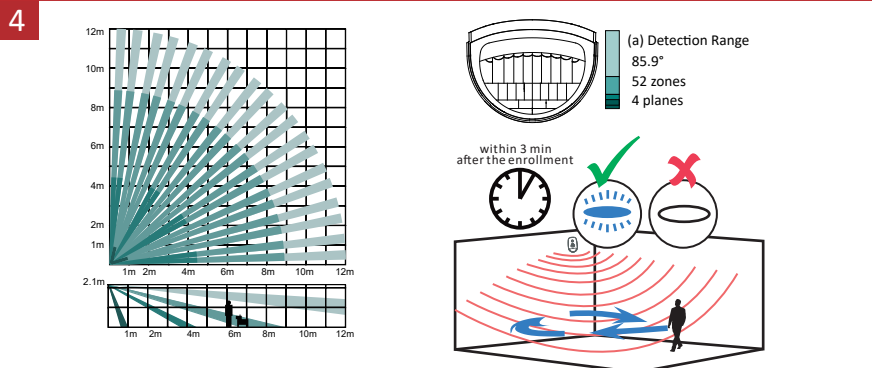 4
12m
10m
8m
6m
4m
2m
1m
1m 2m 4m 6m 8m 10m 12m
2.1m
1m 2m 4m 6m 8m 10m 12m
(a) Detection Range
85.9°
52 zones
4 planes
within 3 min
after the enrollment